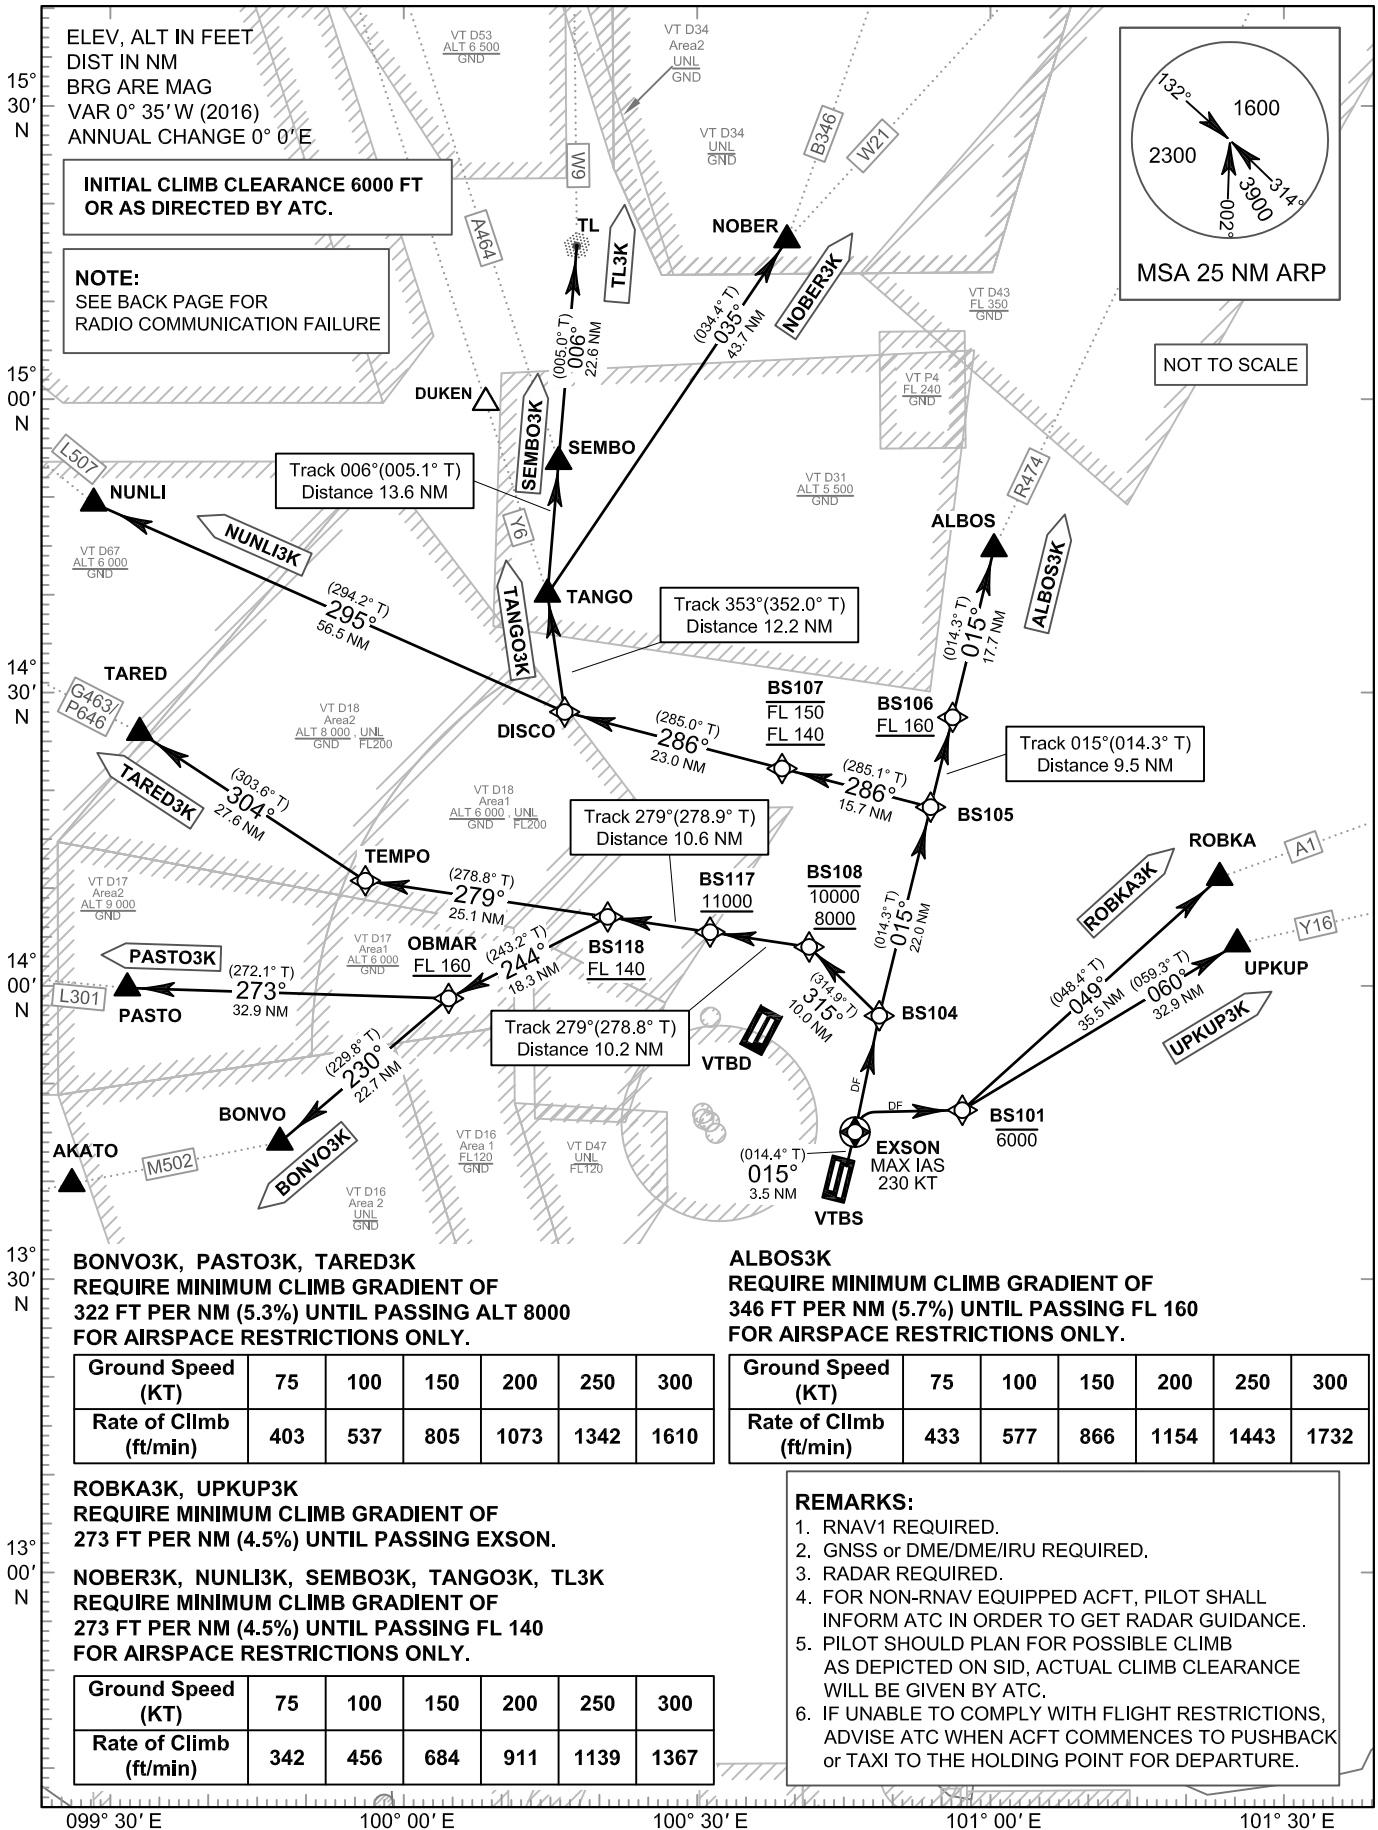 ELEV, ALT IN FEET
DIST IN NM
BRG ARE MAG
VAR 0° 35' W (2016)
ANNUAL CHANGE 0° 0' E
INITIAL CLIMB CLEARANCE 6000 FT
OR AS DIRECTED BY ATC.
NOTE:
SEE BACK PAGE FOR
RADIO COMMUNICATION FAILURE
VT D53
ALT 6 500
GND
VT D34
Area2
UNL
GND
VT D34
UNL
GND
B346
W21
W9
A464
132°
1600
2300
3900
314°
002°
MSA 25 NM ARP
NOT TO SCALE
15°
30'
N
TL
TL3K
NOBER
NOBER3K
(034.4° T)
035°
43.7 NM
VT D43
FL 350
GND
(005.0° T)
006°
22.6 NM
VT P4
FL 240
GND
15°
00'
N
DUKEN
SEMBO3K
SEMBO
Track 006°(005.1° T)
Distance 13.6 NM
VT D31
ALT 5 500
GND
R474
L507
NUNLI
NUNLI3K
Y6
ALBOS
ALBOS3K
VT D67
ALT 6 000
GND
(294.2° T)
295°
56.5 NM
TANGO
TANGO3K
Track 353°(352.0° T)
Distance 12.2 NM
(014.3° T)
015°
17.7 NM
14°
30'
N
TARED
G463/
P646
TARED3K
VT D18
Area2
ALT 8 000 , UNL
GND FL200
DISCO
(285.0° T)
286°
23.0 NM
BS107
FL 150
FL 140
BS106
FL 160
Track 015°(014.3° T)
Distance 9.5 NM
(285.1° T)
286°
15.7 NM
BS105
(303.6° T)
304°
27.6 NM
VT D18
Area1
ALT 6 000 , UNL
GND FL200
Track 279°(278.9° T)
Distance 10.6 NM
TEMPO
(278.8° T)
279°
25.1 NM
BS117
11000
BS108
10000
8000
ROBKA
A1
ROBKA3K
VT D17
Area2
ALT 9 000
GND
VT D17
Area1
ALT 6 000
GND
OBMAR
FL 160
BS118
FL 140
(243.2° T)
244°
18.3 NM
(014.3° T)
015°
22.0 NM
UPKUP
Y16
UPKUP3K
14°
00'
N
PASTO3K
L301
PASTO
(272.1° T)
273°
32.9 NM
Track 279°(278.8° T)
Distance 10.2 NM
(314.9° T)
315°
10.0 NM
BS104
(048.4° T)
049°
35.5 NM
(059.3° T)
060°
32.9 NM
VTBD
(229.8° T)
230°
22.7 NM
BONVO
BONVO3K
AKATO
M502
DF
DF
BS101
6000
VT D16
Area 1
FL120
GND
VT D47
UNL
FL120
VT D16
Area 2
UNL
GND
(014.4° T)
015°
3.5 NM
EXSON
MAX IAS
230 KT
VTBS
13°
30'
N
BONVO3K, PASTO3K, TARED3K
REQUIRE MINIMUM CLIMB GRADIENT OF
322 FT PER NM (5.3%) UNTIL PASSING ALT 8000
FOR AIRSPACE RESTRICTIONS ONLY.
Ground Speed (KT) 75 100 150 200 250 300
Rate of Climb (ft/min) 403 537 805 1073 1342 1610
ALBOS3K
REQUIRE MINIMUM CLIMB GRADIENT OF
346 FT PER NM (5.7%) UNTIL PASSING FL 160
FOR AIRSPACE RESTRICTIONS ONLY.
Ground Speed (KT) 75 100 150 200 250 300
Rate of Climb (ft/min) 433 577 866 1154 1443 1732
ROBKA3K, UPKUP3K
REQUIRE MINIMUM CLIMB GRADIENT OF
273 FT PER NM (4.5%) UNTIL PASSING EXSON.
13°
00'
N
NOBER3K, NUNLI3K, SEMBO3K, TANGO3K, TL3K
REQUIRE MINIMUM CLIMB GRADIENT OF
273 FT PER NM (4.5%) UNTIL PASSING FL 140
FOR AIRSPACE RESTRICTIONS ONLY.
Ground Speed (KT) 75 100 150 200 250 300
Rate of Climb (ft/min) 342 456 684 911 1139 1367
REMARKS:
1. RNAV1 REQUIRED.
2. GNSS or DME/DME/IRU REQUIRED.
3. RADAR REQUIRED.
4. FOR NON-RNAV EQUIPPED ACFT, PILOT SHALL
INFORM ATC IN ORDER TO GET RADAR GUIDANCE.
5. PILOT SHOULD PLAN FOR POSSIBLE CLIMB
AS DEPICTED ON SID, ACTUAL CLIMB CLEARANCE
WILL BE GIVEN BY ATC.
6. IF UNABLE TO COMPLY WITH FLIGHT RESTRICTIONS,
ADVISE ATC WHEN ACFT COMMENCES TO PUSHBACK
or TAXI TO THE HOLDING POINT FOR DEPARTURE.
099° 30' E
100° 00' E
100° 30' E
101° 00' E
101° 30' E